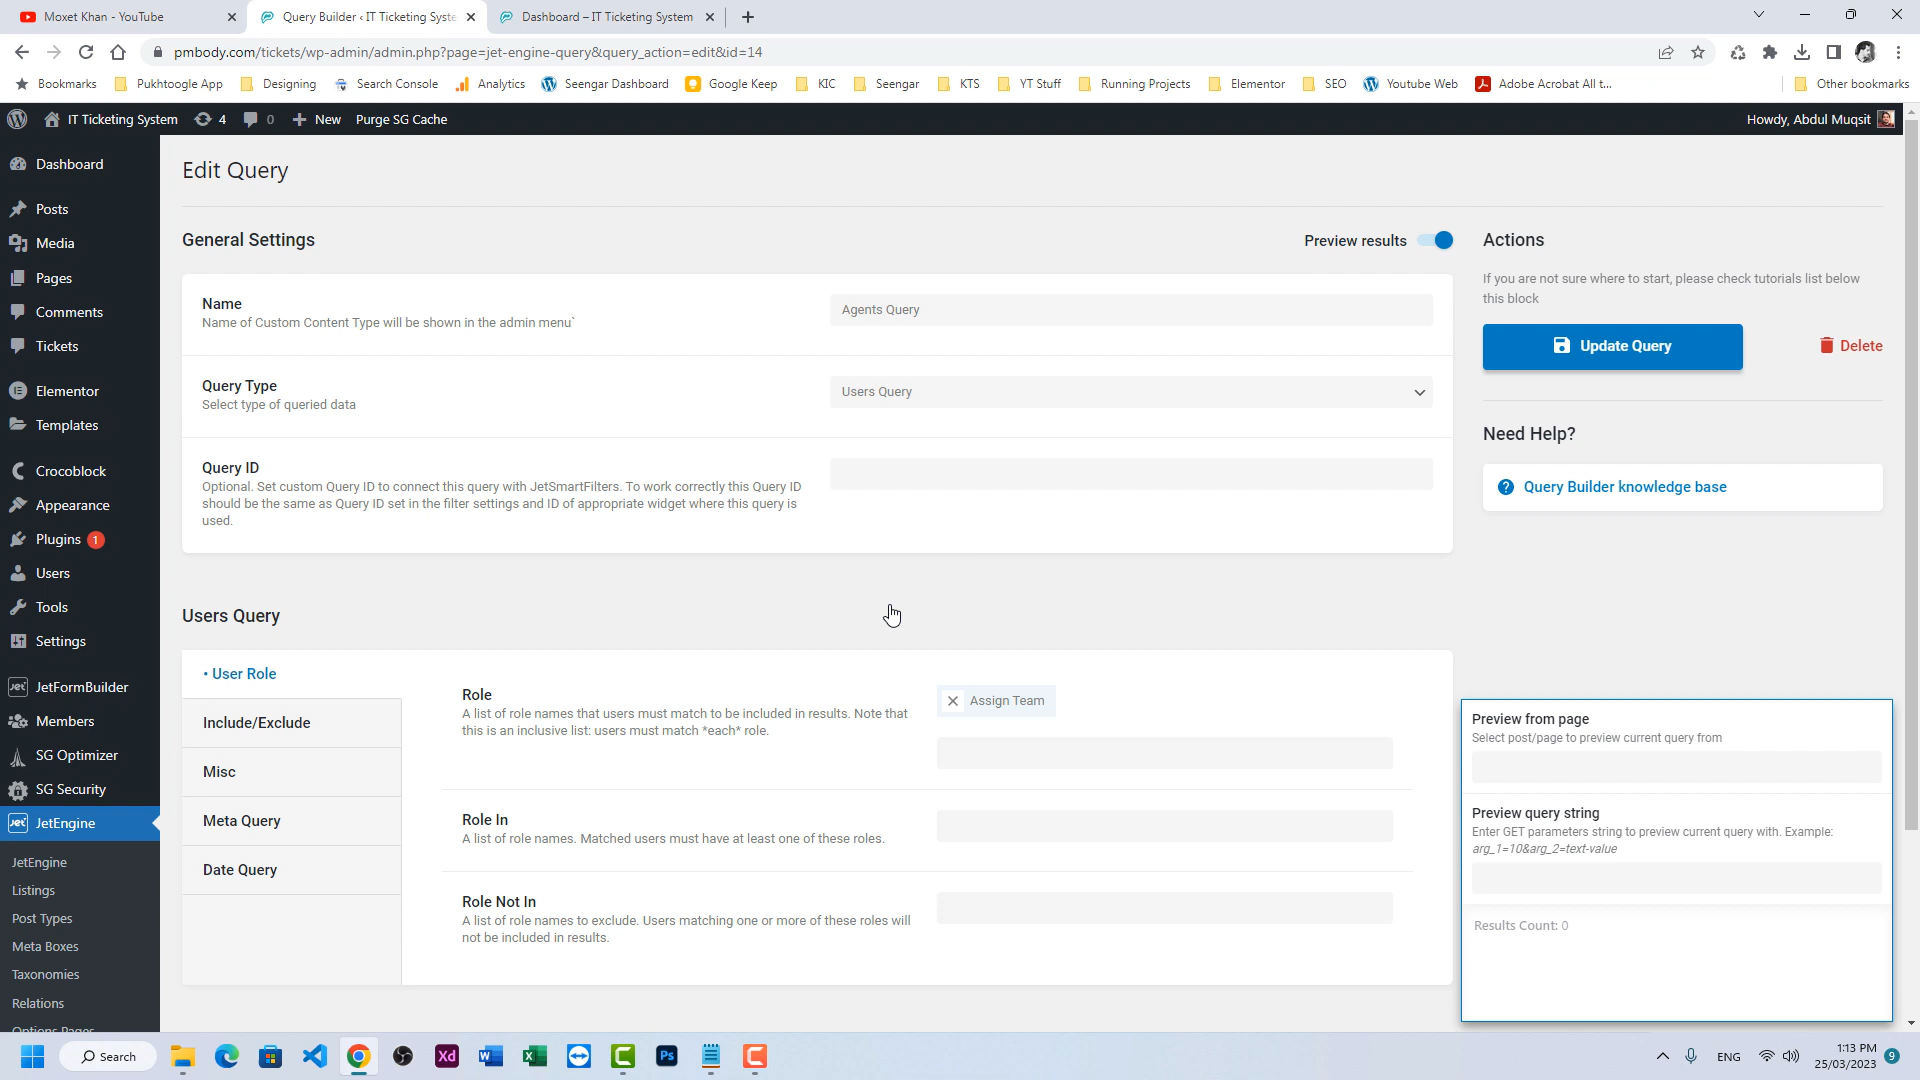 Moxet Khan - YouTube
Query Builder ‹ IT Ticketing Syste
Dashboard – IT Ticketing System
pmbody.com/tickets/wp-admin/admin.php?page=jet-engine-query&query_action=edit&id=14
Bookmarks
Pukhtoogle App
Designing
Search Console
Analytics
Seengar Dashboard
Google Keep
KIC
Seengar
KTS
YT Stuff
Running Projects
Elementor
SEO
Youtube Web
Adobe Acrobat All t...
Other bookmarks
IT Ticketing System
4
0
New
Purge SG Cache
Howdy, Abdul Muqsit
Dashboard
Posts
Media
Pages
Comments
Tickets
Elementor
Templates
Crocoblock
Appearance
Plugins 1
Users
Tools
Settings
JetFormBuilder
Members
SG Optimizer
SG Security
JetEngine
JetEngine
Listings
Post Types
Meta Boxes
Taxonomies
Relations
Options Pages
Edit Query
General Settings
Preview results
Name
Name of Custom Content Type will be shown in the admin menu`
Agents Query
Query Type
Select type of queried data
Users Query
Query ID
Optional. Set custom Query ID to connect this query with JetSmartFilters. To work correctly this Query ID
should be the same as Query ID set in the filter settings and ID of appropriate widget where this query is
used.
Actions
If you are not sure where to start, please check tutorials list below
this block
Update Query
Delete
Need Help?
Query Builder knowledge base
Users Query
• User Role
Include/Exclude
Misc
Meta Query
Date Query
Role
A list of role names that users must match to be included in results. Note that
this is an inclusive list: users must match *each* role.
Assign Team
Role In
A list of role names. Matched users must have at least one of these roles.
Role Not In
A list of role names to exclude. Users matching one or more of these roles will
not be included in results.
Preview from page
Select post/page to preview current query from
Preview query string
Enter GET parameters string to preview current query with. Example:
arg_1=10&arg_2=text-value
Results Count: 0
Search
Xd
Ps
ENG
1:13 PM
25/03/2023
9